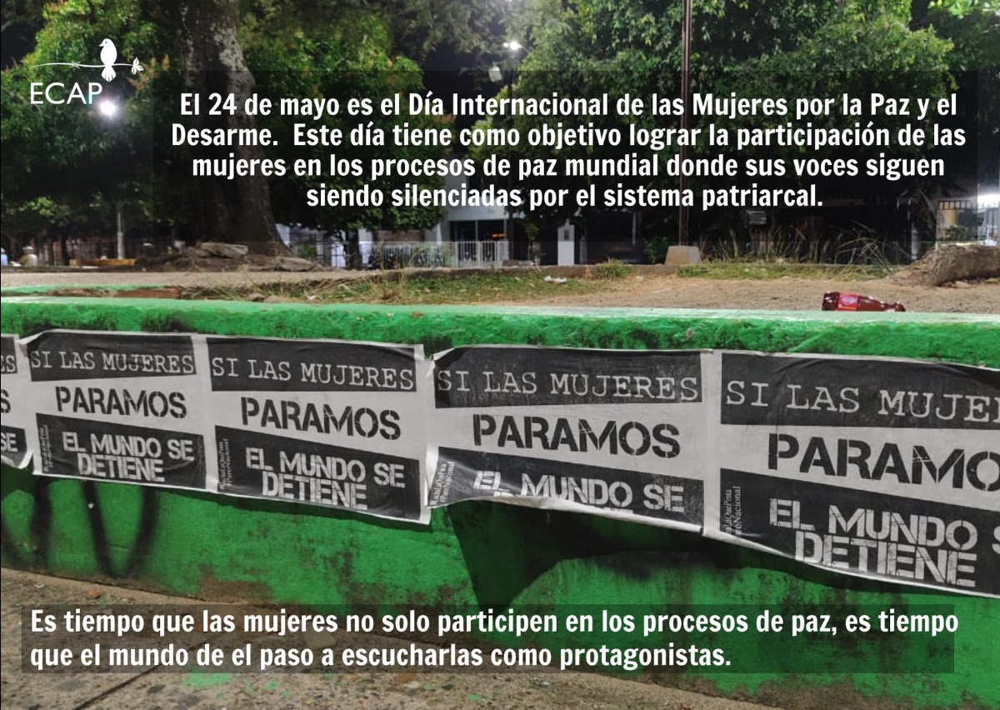 ECAP
El 24 de mayo es el Día Internacional de las Mujeres por la Paz y el
Desarme. Este día tiene como objetivo lograr la participación de las
mujeres en los procesos de paz mundial donde sus voces siguen
siendo silenciadas por el sistema patriarcal.
ES
S
SE
SI LAS MUJERES
PARAMOS
EL MUNDO SE
DETIENE
SI LAS MUJERES
PARAMOS
EL MUNDO SE
DETIENE
SI LAS MUJERES
PARAMOS
EL MUNDO SE
SI LAS MUJE
PARAMO
EL MUNDO S
DETIENE
ParoNacional
Es tiempo que las mujeres no solo participen en los procesos de paz, es tiempo
que el mundo de el paso a escucharlas como protagonistas.